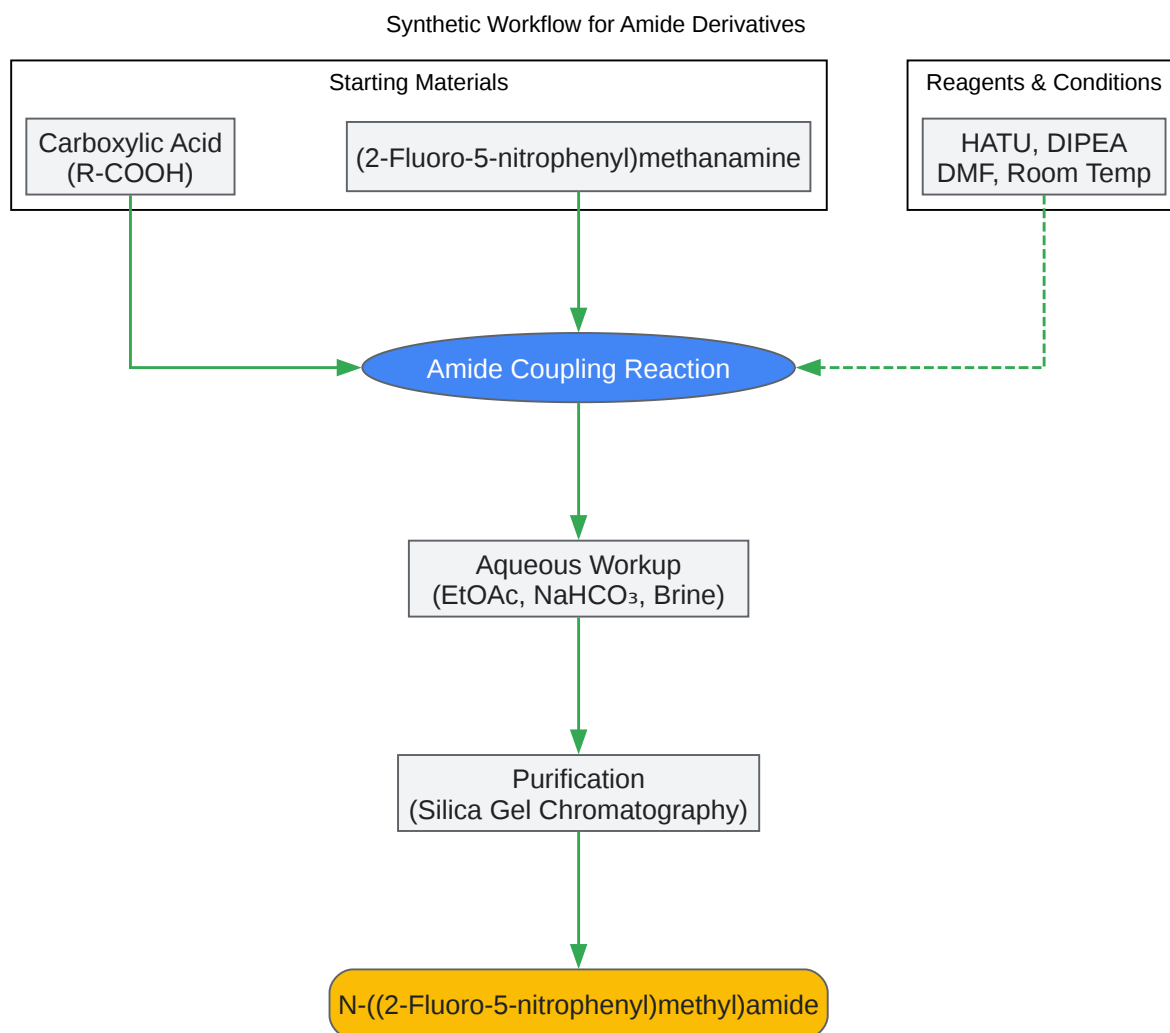 Synthetic Workflow for Amide Derivatives
Starting Materials
Reagents & Conditions
Carboxylic Acid
(R-COOH)
(2-Fluoro-5-nitrophenyl)methanamine
HATU, DIPEA
DMF, Room Temp
Amide Coupling Reaction
Aqueous Workup
(EtOAc, NaHCO₃, Brine)
Purification
(Silica Gel Chromatography)
N-((2-Fluoro-5-nitrophenyl)methyl)amide